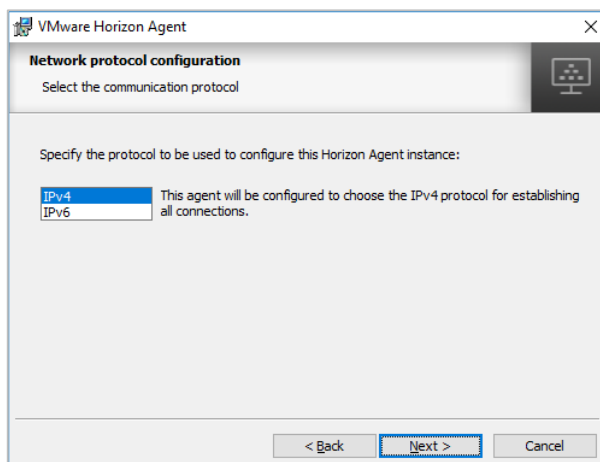 VMware Horizon Agent
Network protocol configuration
Select the communication protocol
Specify the protocol to be used to configure this Horizon Agent instance:
IPv4
IPv6
This agent will be configured to choose the IPv4 protocol for establishing
all connections.
< Back
Next >
Cancel